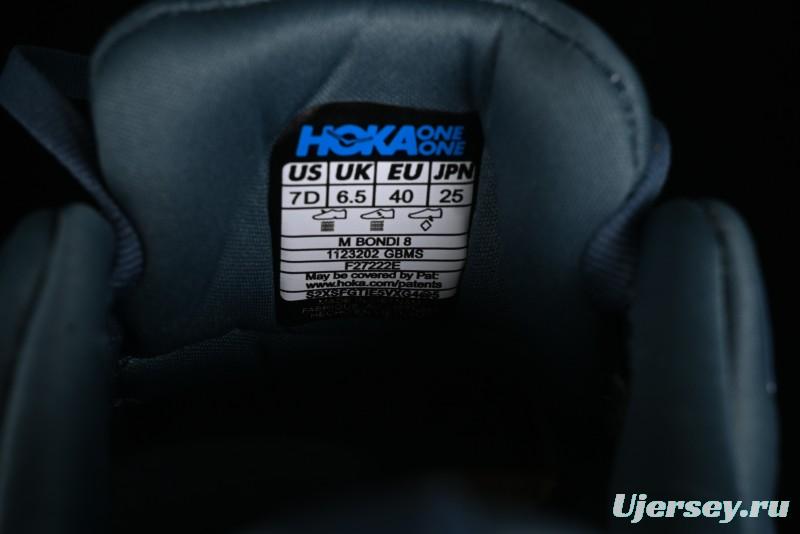 HOKA ONE ONE
US UK EU JPN
7D 6.5 40 25
M BONDI 8
1123202 GBMS
F27222E
May be covered by Pat:
www.hoka.com/patents
Ujersey.ru